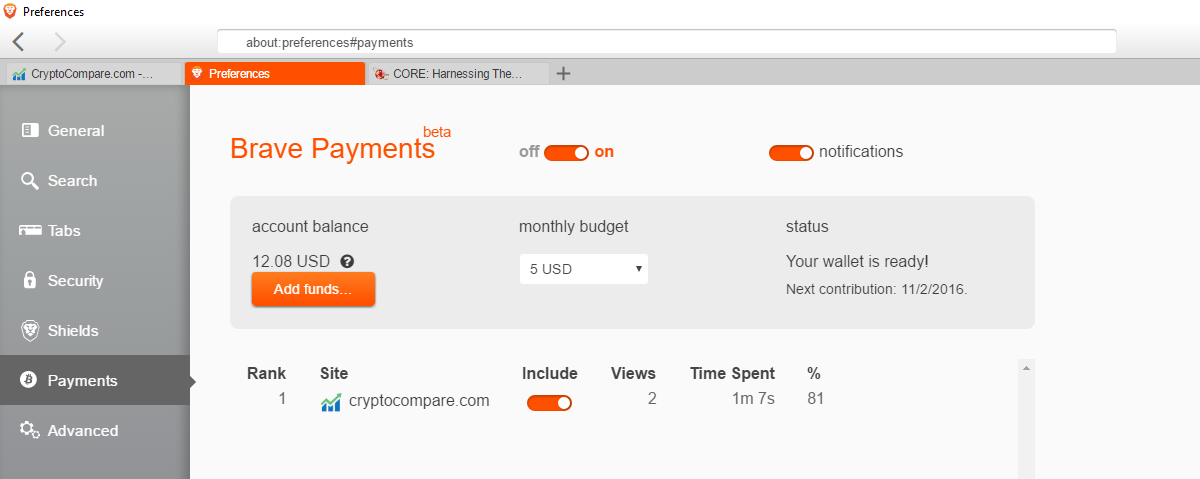 Preferences
about:preferences#payments
CryptoCompare.com -...
Preferences
CORE: Harnessing The...
General
Search
Tabs
Security
Shields
Payments
Advanced
Brave Payments beta
off on
notifications
account balance
monthly budget
status
12.08 USD ?
5 USD
Your wallet is ready!
Add funds...
Next contribution: 11/2/2016.
Rank Site Include Views Time Spent %
1 cryptocompare.com 2 1m 7s 81